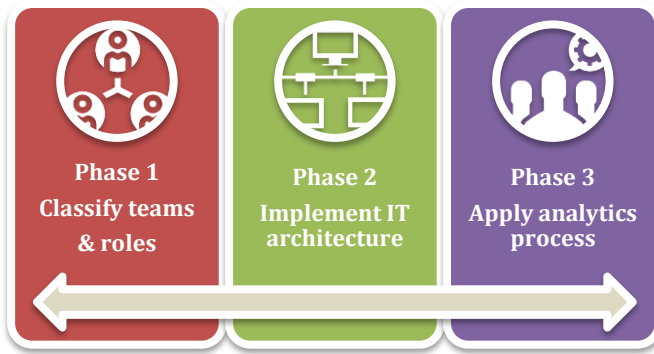 Phase 1
Classify teams
& roles
Phase 2
Implement IT
architecture
Phase 3
Apply analytics
process